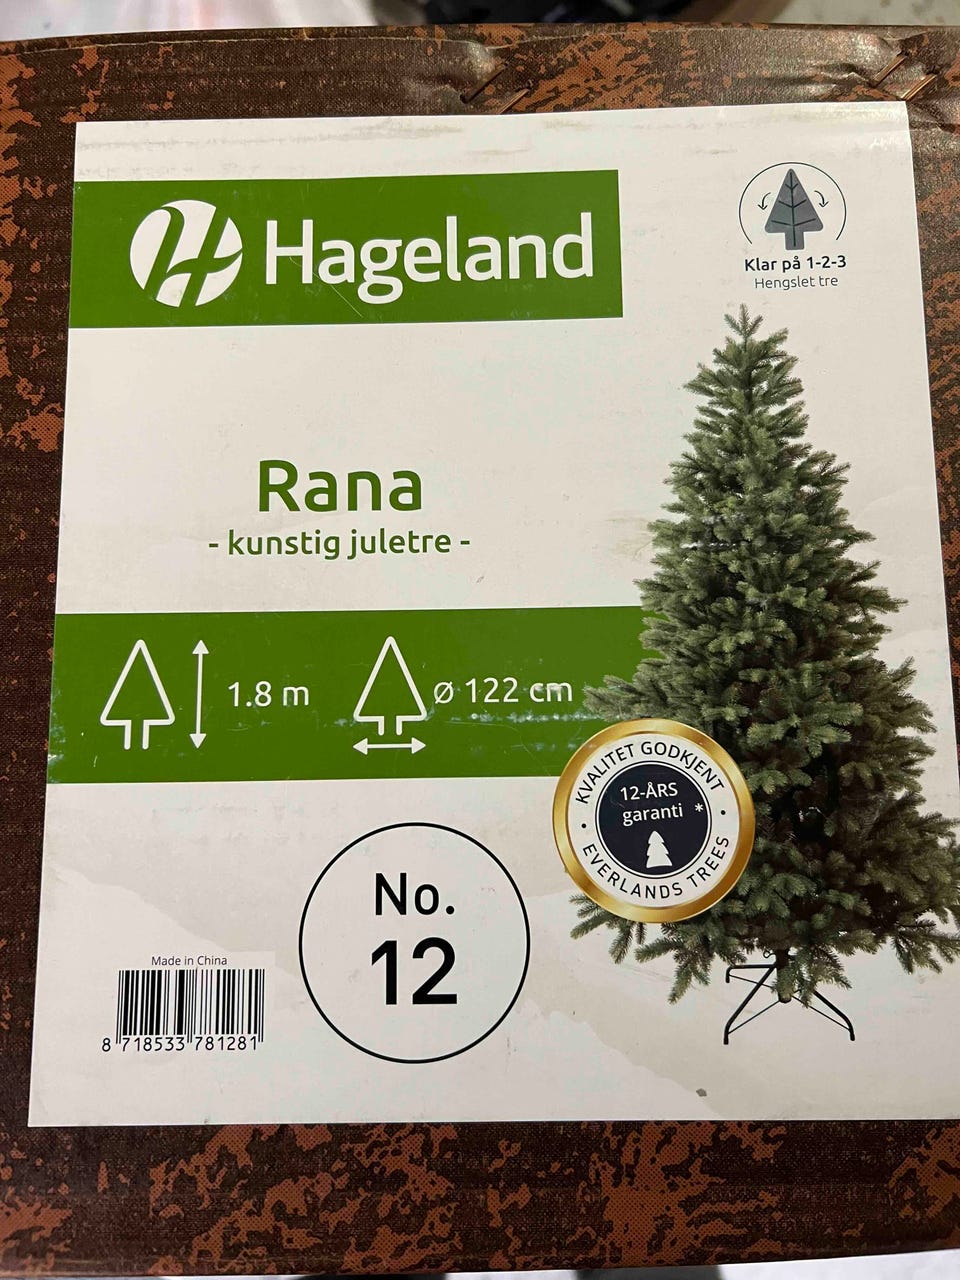 Hageland
Klar på 1-2-3
Hengslet tre
Rana
- kunstig juletre -
1.8 m
Ø 122 cm
KVALITET GODKJENT
12-ÅRS
garanti *
EVERLANDS TREES
No.
12
Made in China
8 718533 781281